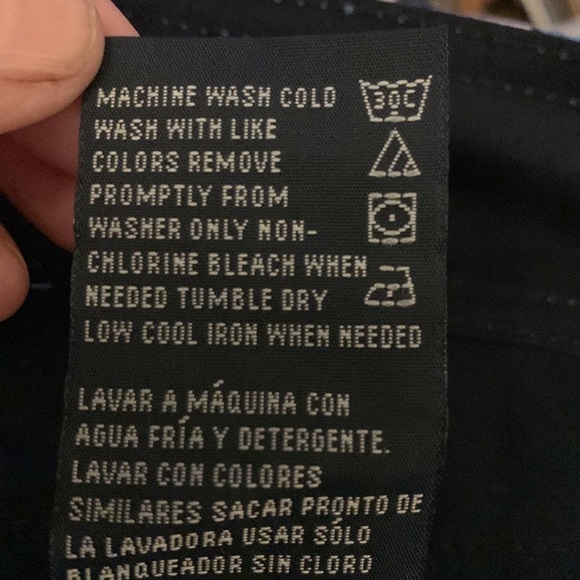 MACHINE WASH COLD
30C
WASH WITH LIKE
COLORS REMOVE
PROMPTLY FROM
WASHER ONLY NON-
CHLORINE BLEACH WHEN
NEEDED TUMBLE DRY
LOW COOL IRON WHEN NEEDED
LAVAR A MÁQUINA CON
AGUA FRÍA Y DETERGENTE.
LAVAR CON COLORES
SIMILARES SACAR PRONTO DE
LA LAVADORA USAR SÓLO
BLANQUEADOR SIN CLORO